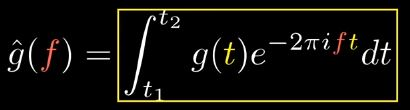 ĝ(f) = ∫_{t₁}^{t₂} g(t)e^{−2πift}dt